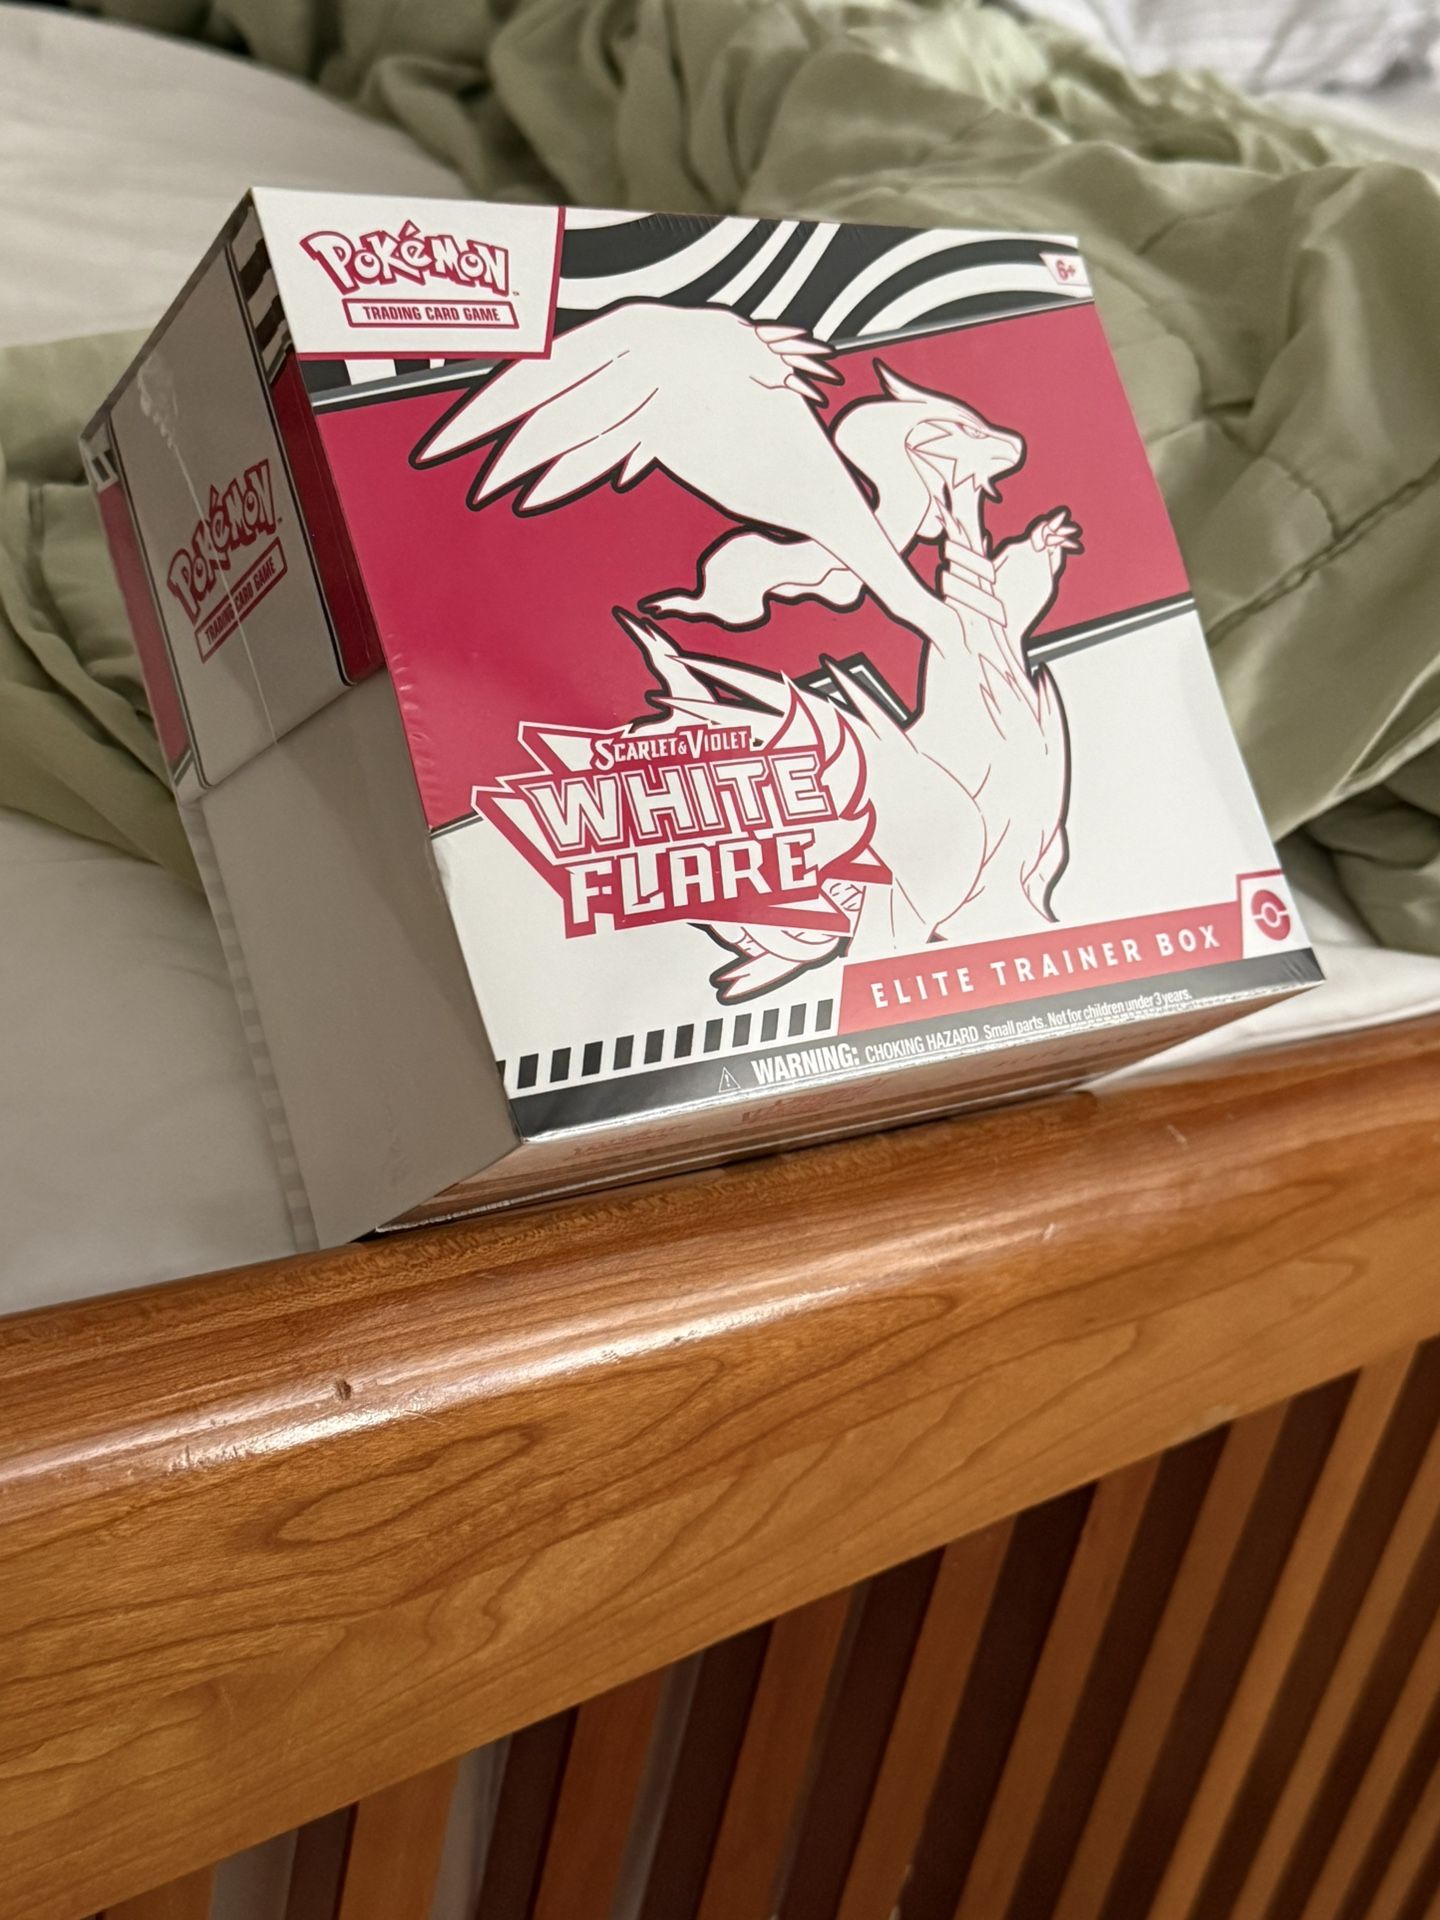 POKéMON
TRADING CARD GAME
6+
POKéMON
TRADING CARD GAME
SCARLET & VIOLET
WHITE
FLARE
ELITE TRAINER BOX
WARNING: CHOKING HAZARD Small parts. Not for children under 3 years.